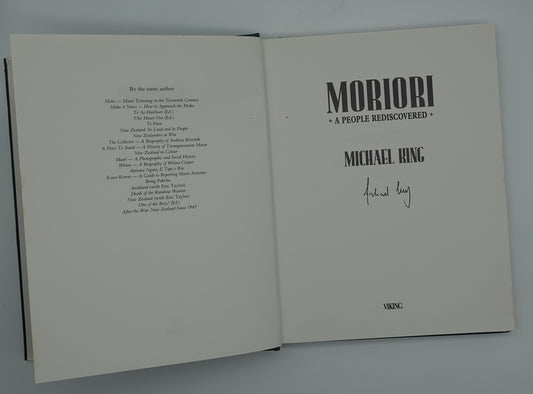 By the same author
Moko — Maori Tattooing in the Twentieth Century
Make it News — How to Approach the Media
Te Ao Hurihuri (Ed.)
Tihe Mauri Ora (Ed.)
Te Puea
New Zealand: Its Land and its People
New Zealanders at War
The Collector — A Biography of Andreas Reischek
A Place To Stand — A History of Turangawaewae Marae
New Zealand in Colour
Maori — A Photographic and Social History
Whina — A Biography of Whina Cooper
Apirana Ngata, E Tipu e Rea
Kawe Korero — A Guide to Reporting Maori Activities
Being Pakeha
Auckland (with Eric Taylor)
Death of the Rainbow Warrior
New Zealand (with Eric Taylor)
One of the Boys? (Ed.)
After the War: New Zealand Since 1945
MORIORI
• A PEOPLE REDISCOVERED •
MICHAEL KING
Michael King
VIKING